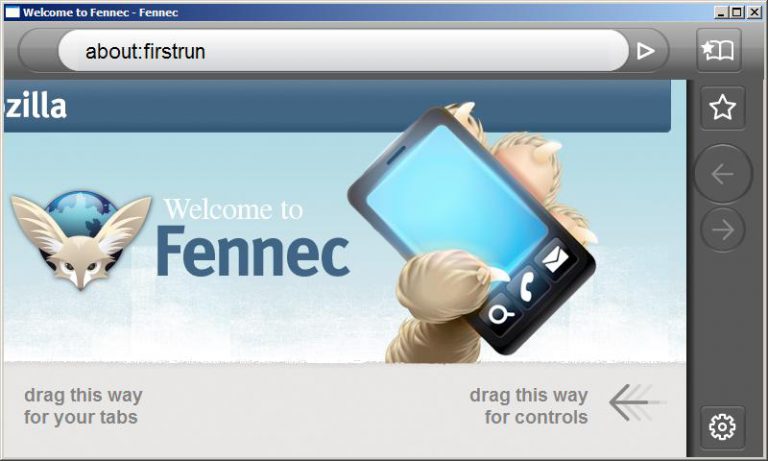 Welcome to Fennec - Fennec
about:firstrun
ozilla
Welcome to
Fennec
drag this way
for your tabs
drag this way
for controls